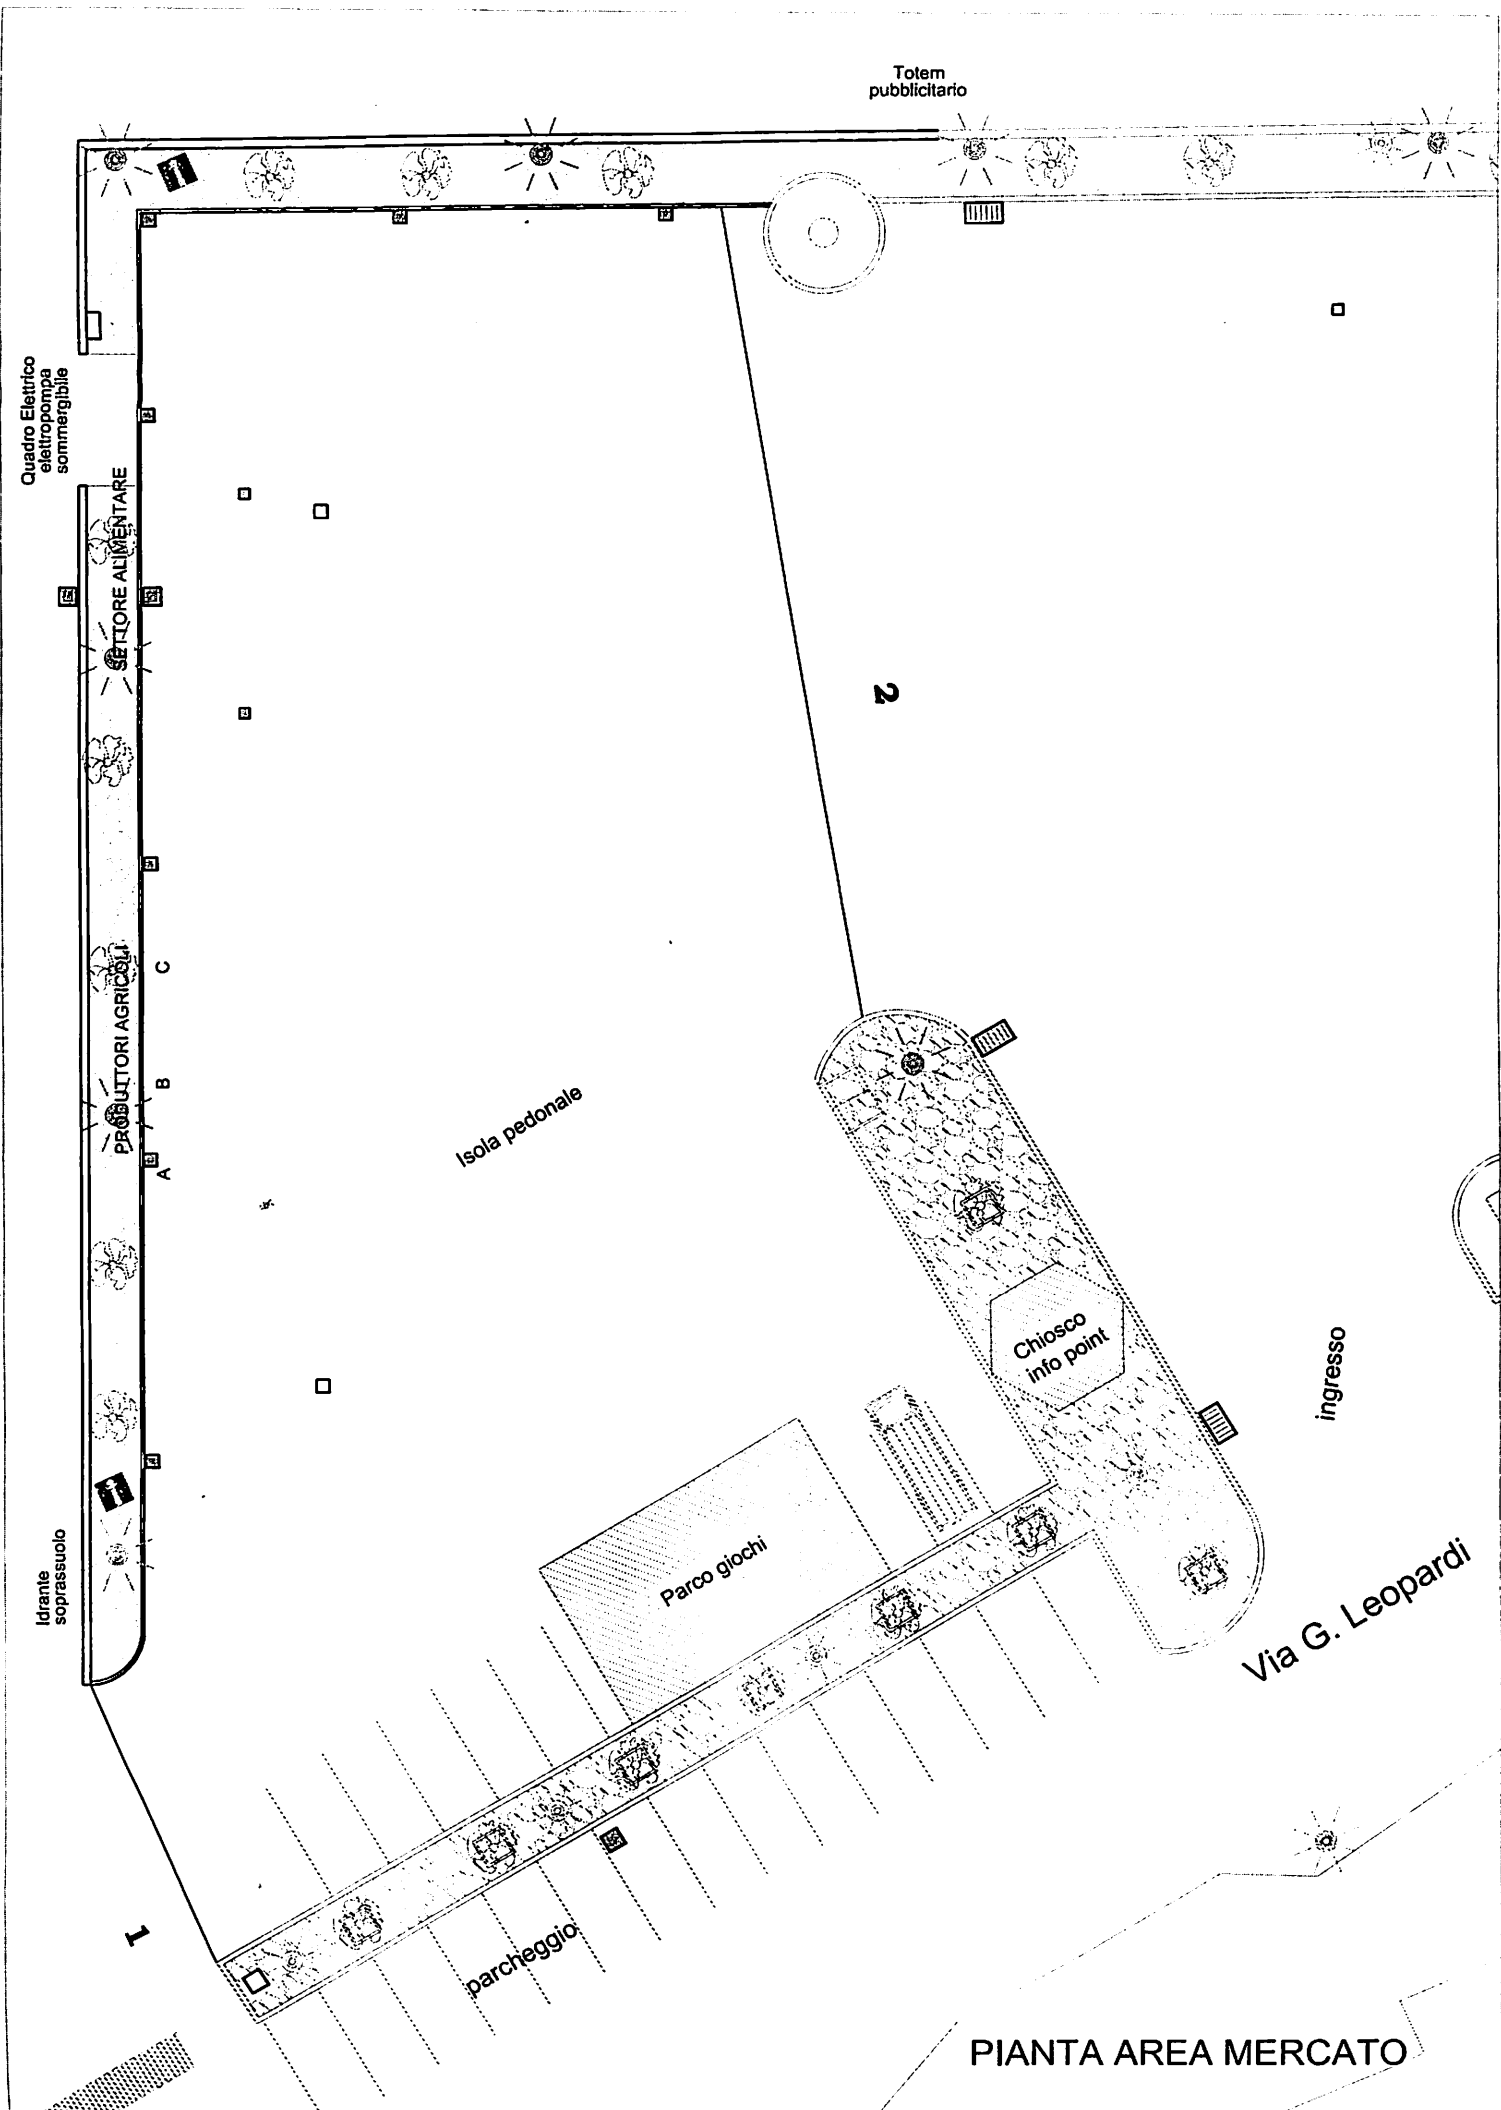 Totem
pubblicitario
Quadro Elettrico
elettropompa
sommergibile
SETTORE ALIMENTARE
2
PRODUTTORI AGRICOLI
C
B
A
Isola pedonale
Chiosco
info point
ingresso
Parco giochi
Idrante
soprassuolo
Via G. Leopardi
1
parcheggio
PIANTA AREA MERCATO